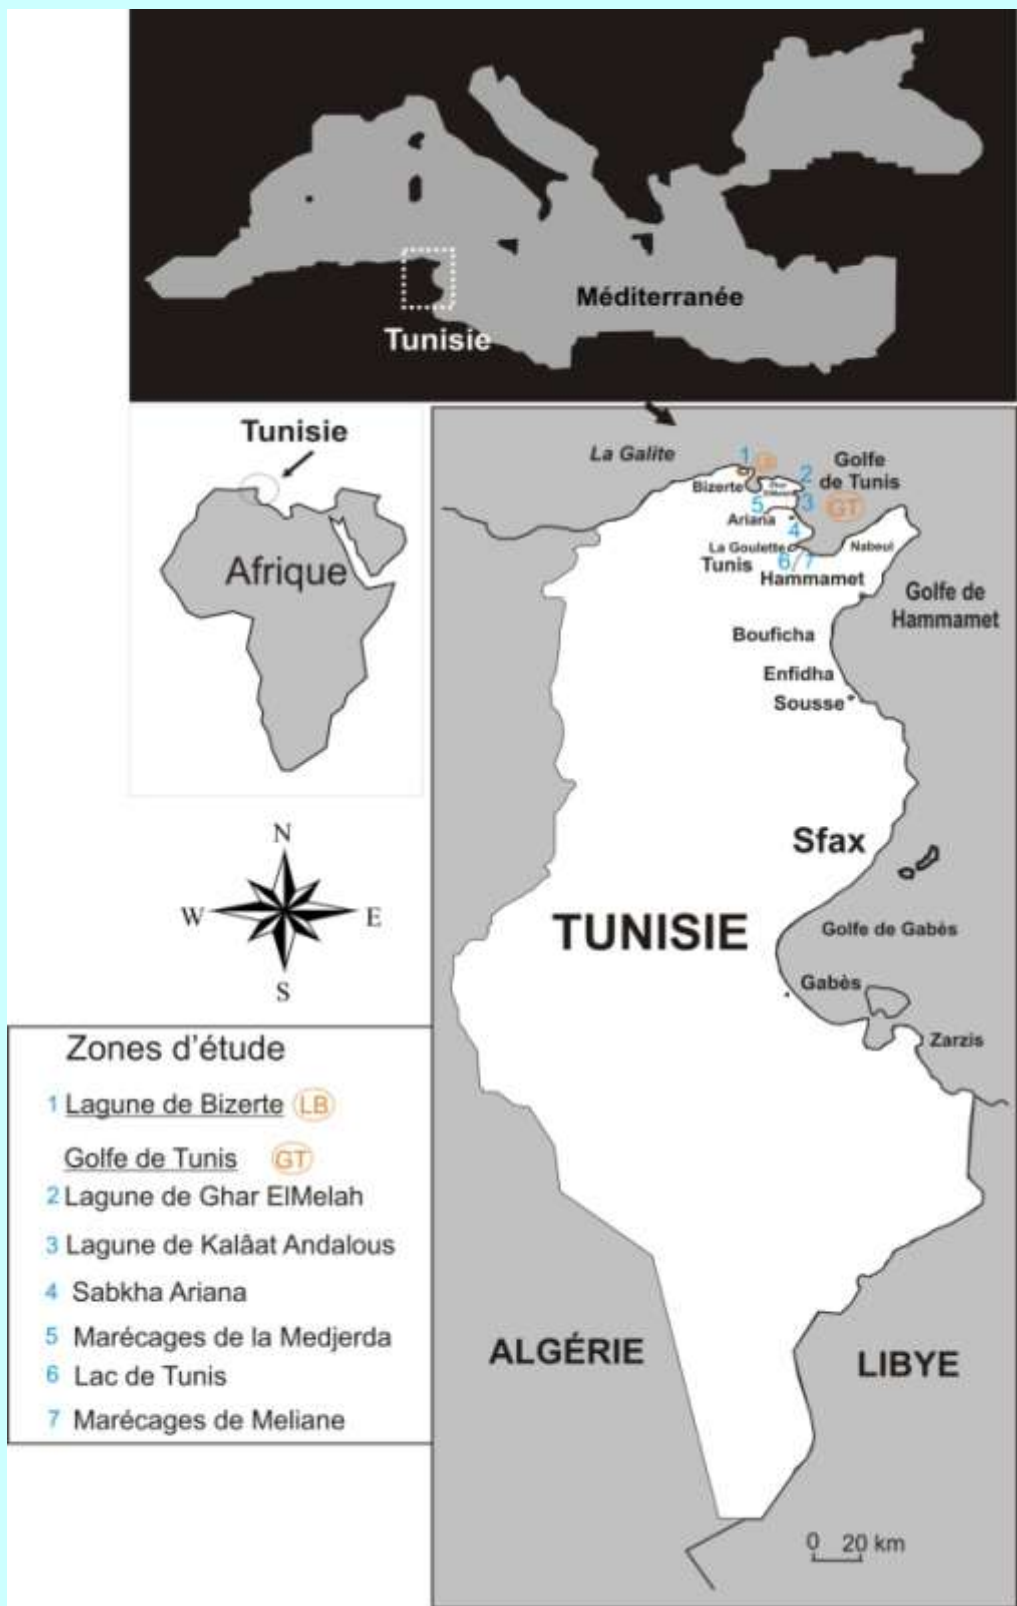 Méditerranée
Tunisie
Tunisie
Afrique
N
W
E
S
La Galite
1
LB
2
Golfe
de Tunis
Bizerte
5
3
GT
Ariana
4
La Goulette
Nabeul
Tunis
6
7
Hammamet
Golfe de
Hammamet
Bouficha
Enfidha
Sousse
Sfax
TUNISIE
Golfe de Gabès
Gabès
Zarzis
ALGÉRIE
LIBYE
0 20 km
Zones d'étude
1 Lagune de Bizerte LB
Golfe de Tunis GT
2 Lagune de Ghar ElMelah
3 Lagune de Kalâat Andalous
4 Sabkha Ariana
5 Marécages de la Medjerda
6 Lac de Tunis
7 Marécages de Meliane